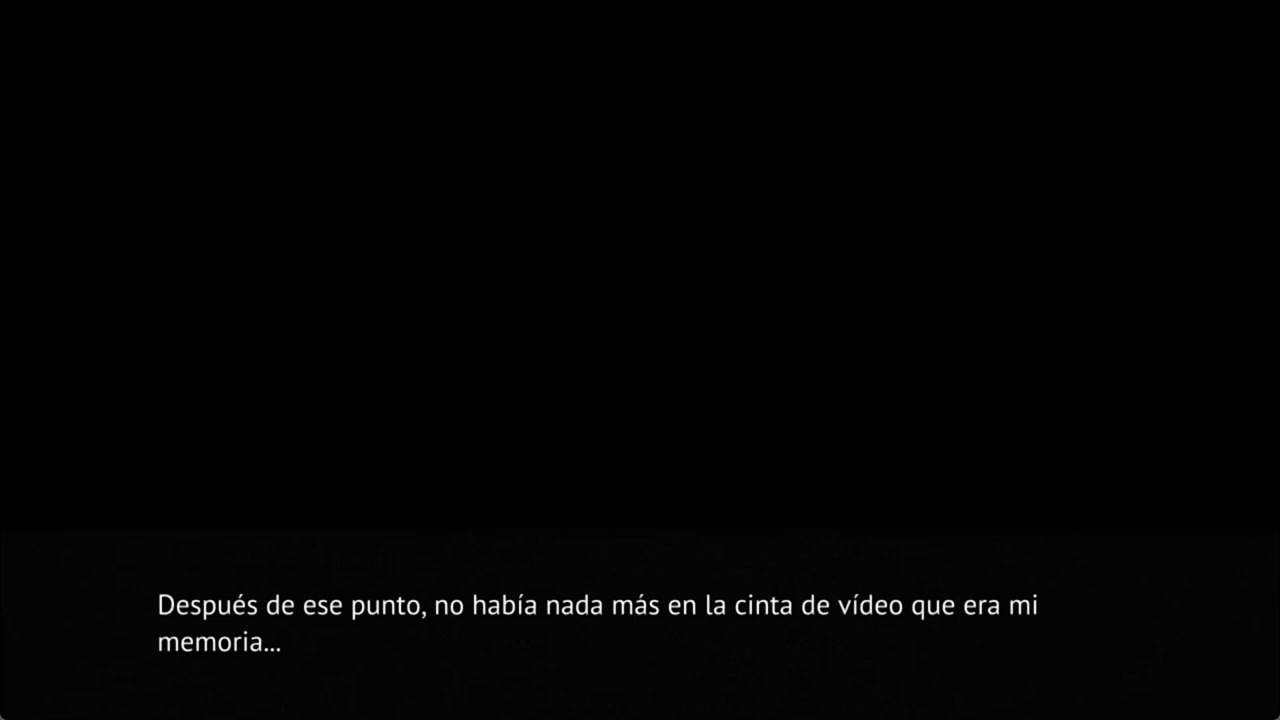 Después de ese punto, no había nada más en la cinta de vídeo que era mi
memoria...